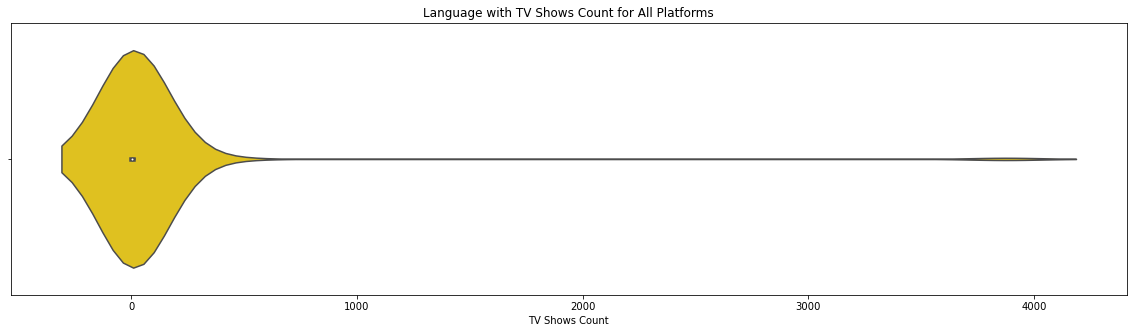 Language with TV Shows Count for All Platforms
0 1000 2000 3000 4000
TV Shows Count